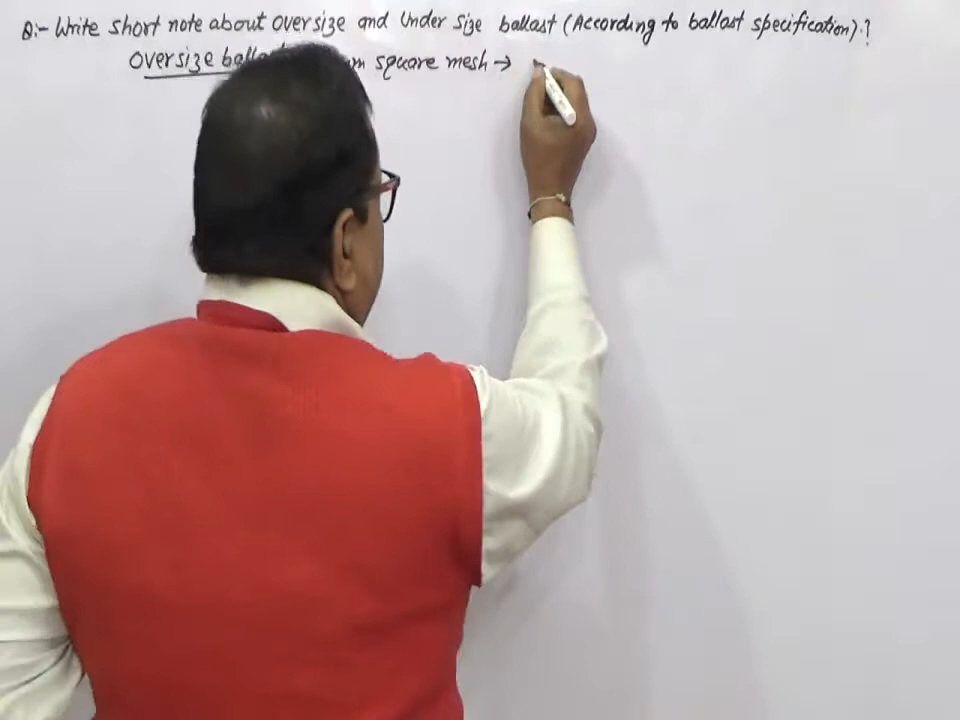 Q:- Write short note about oversize and Under size ballast (According to ballast specification).?
oversize square mesh →